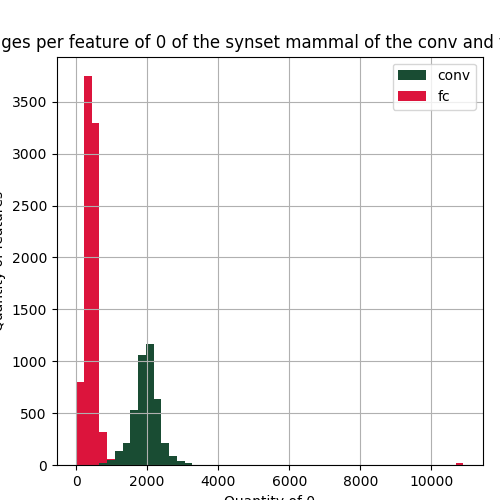 ges per feature of 0 of the synset mammal of the conv and
conv
fc
3500
3000
2500
2000
1500
1000
500
0
Quantity of features
0
2000
4000
6000
8000
10000
Quantity of 0